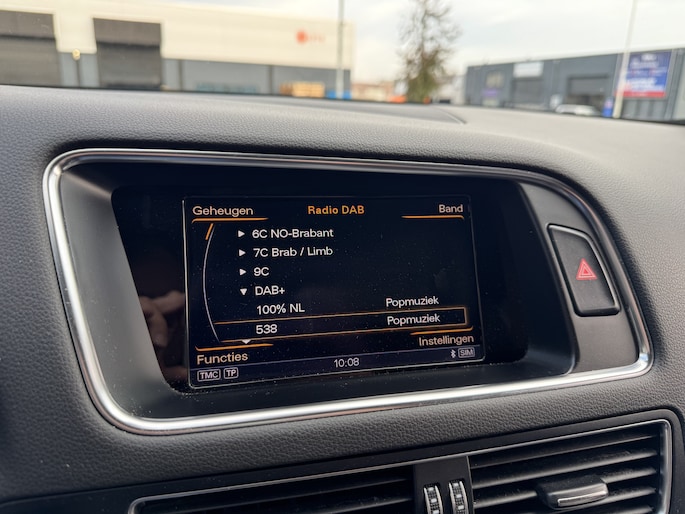 Geheugen Radio DAB Band
6C NO-Brabant
7C Brab / Limb
9C
DAB+
100% NL Popmuziek
538 Popmuziek
Functies Instellingen
TMC TP 10:08 SIM